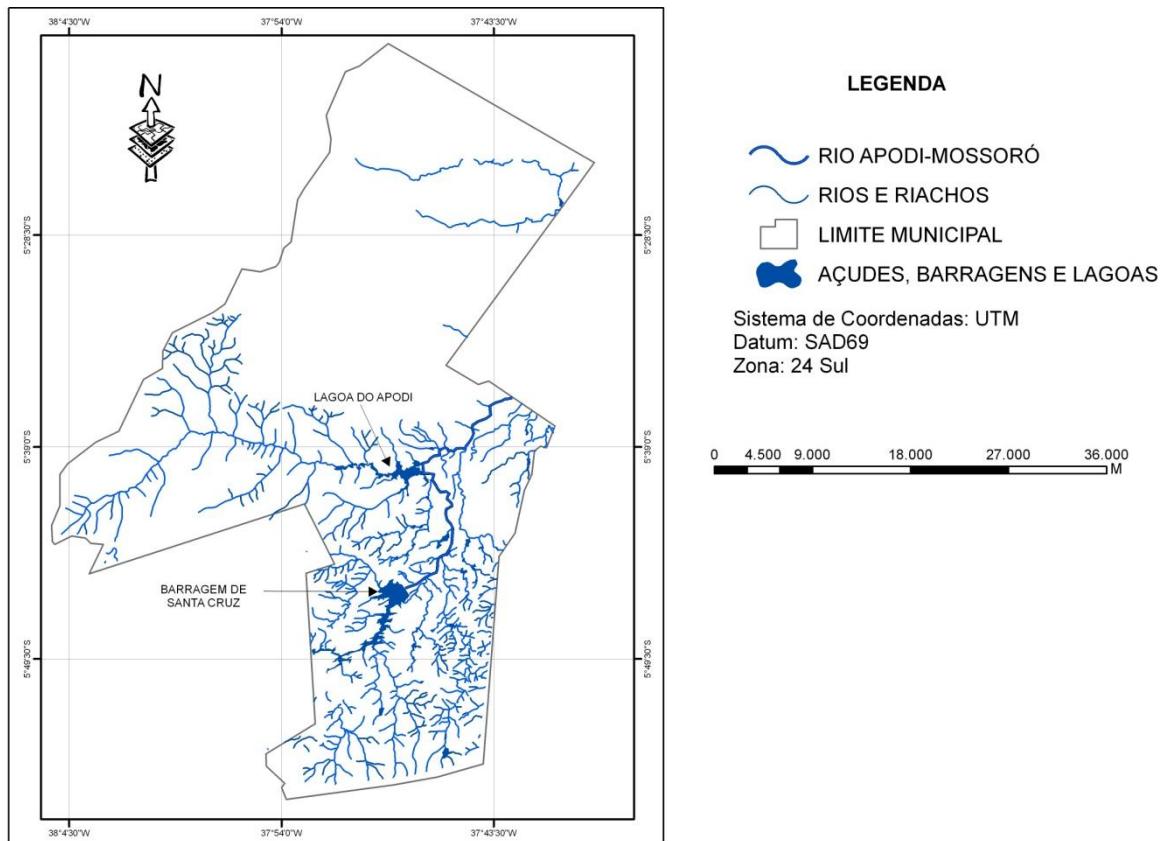 38°4'30"W 37°54'0"W 37°43'30"W
N
5°28'30"S 5°28'30"S
LAGOA DO APODI
5°39'0"S 5°39'0"S
BARRAGEM DE
SANTA CRUZ
5°49'30"S 5°49'30"S
38°4'30"W 37°54'0"W 37°43'30"W
LEGENDA
RIO APODI-MOSSORÓ
RIOS E RIACHOS
LIMITE MUNICIPAL
AÇUDES, BARRAGENS E LAGOAS
Sistema de Coordenadas: UTM
Datum: SAD69
Zona: 24 Sul
0 4.500 9.000 18.000 27.000 36.000
M